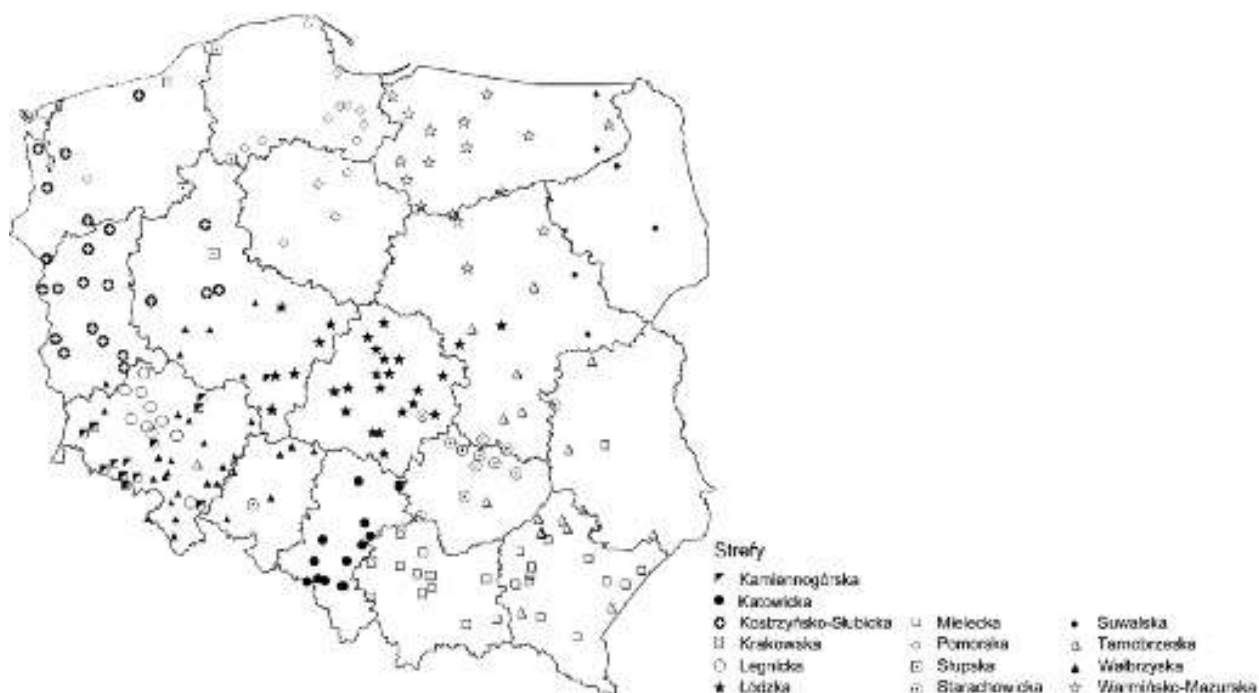 Strefy
Kamiennogórska
Katowicka
Kostrzyńsko-Słubicka
Krakowska
Legnicka
Łódzka
Mielecka
Pomorska
Słupska
Starachowicka
Suwalska
Tarnobrzeska
Wałbrzyska
Warmińsko-Mazurska